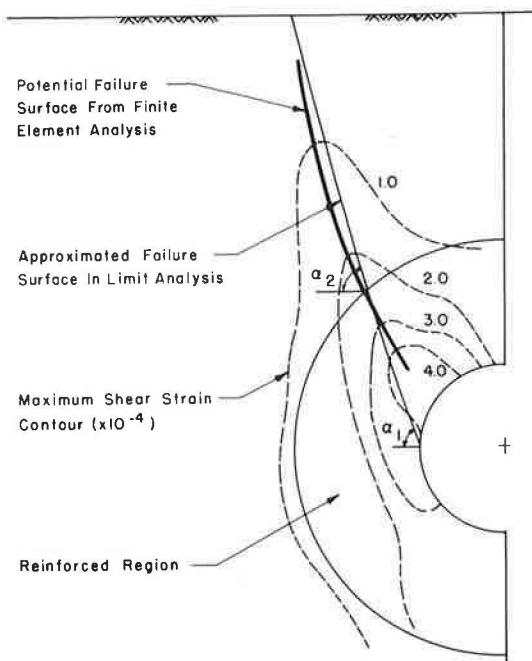 Potential Failure
Surface From Finite
Element Analysis
1.0
Approximated Failure
Surface In Limit Analysis
α2
2.0
3.0
4.0
Maximum Shear Strain
Contour (x10-4)
α1
Reinforced Region